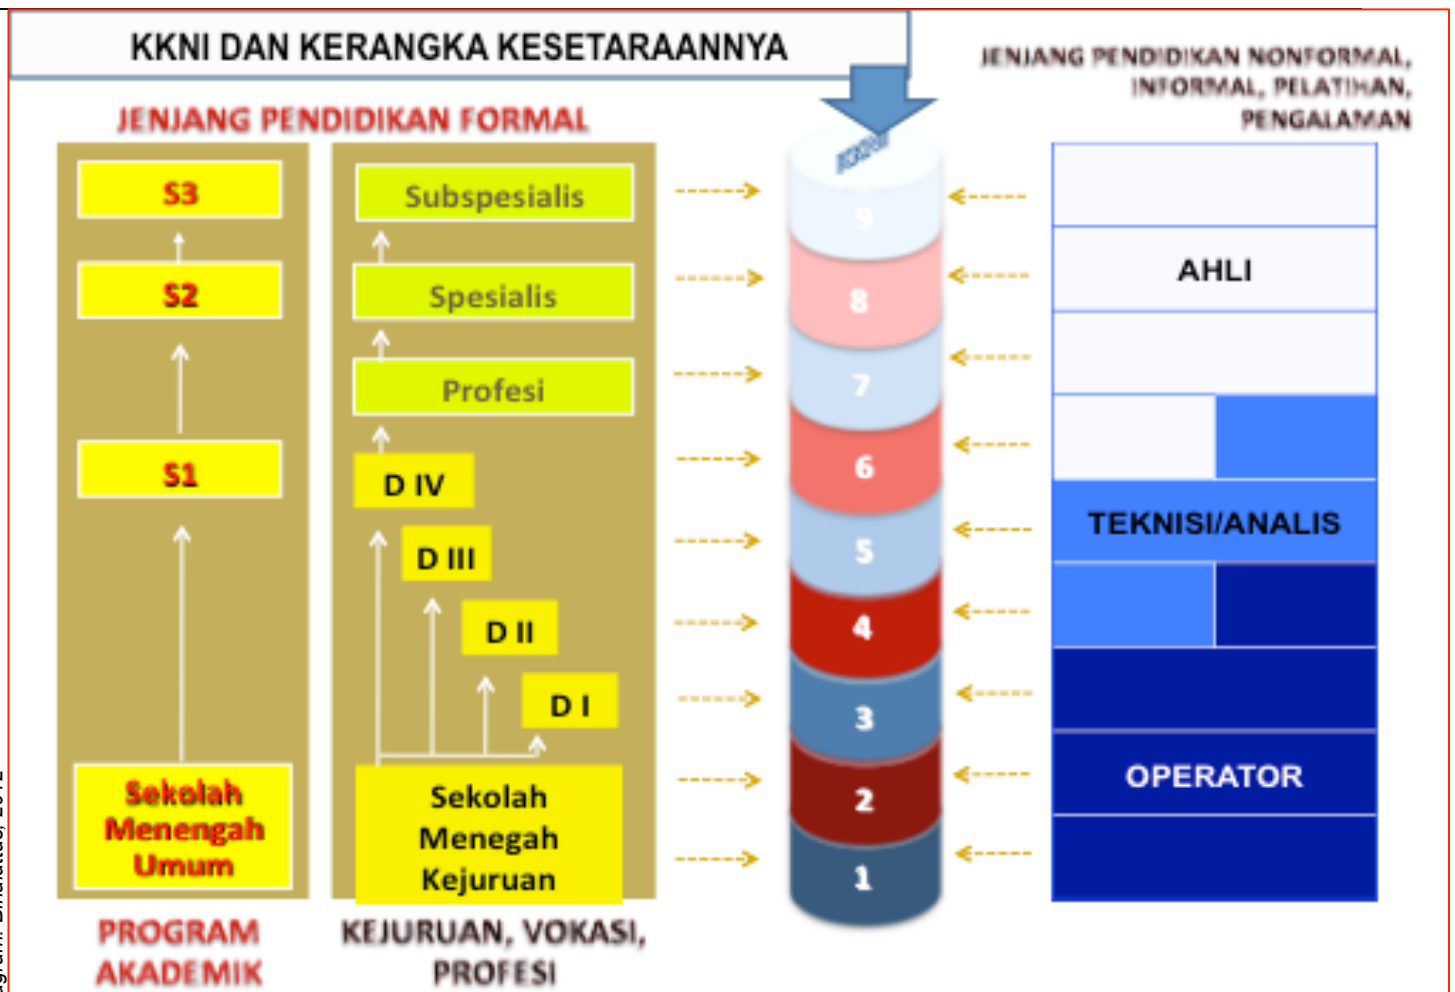 KKNI DAN KERANGKA KESETARAANNYA
JENJANG PENDIDIKAN NONFORMAL,
INFORMAL, PELATIHAN,
PENGALAMAN
JENJANG PENDIDIKAN FORMAL
S3
S2
S1
Sekolah
Menengah
Umum
PROGRAM
AKADEMIK
Subspesialis
Spesialis
Profesi
D IV
D III
D II
D I
Sekolah
Menegah
Kejuruan
KEJURUAN, VOKASI,
PROFESI
KKNI
9
8
7
6
5
4
3
2
1
AHLI
TEKNISI/ANALIS
OPERATOR